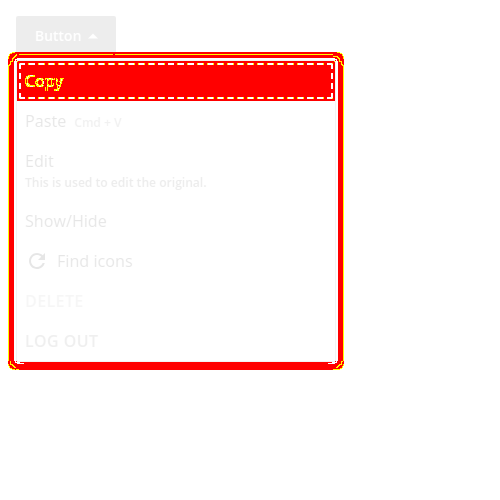 Button
Copy
Paste Cmd + V
Edit
This is used to edit the original.
Show/Hide
Find icons
DELETE
LOG OUT